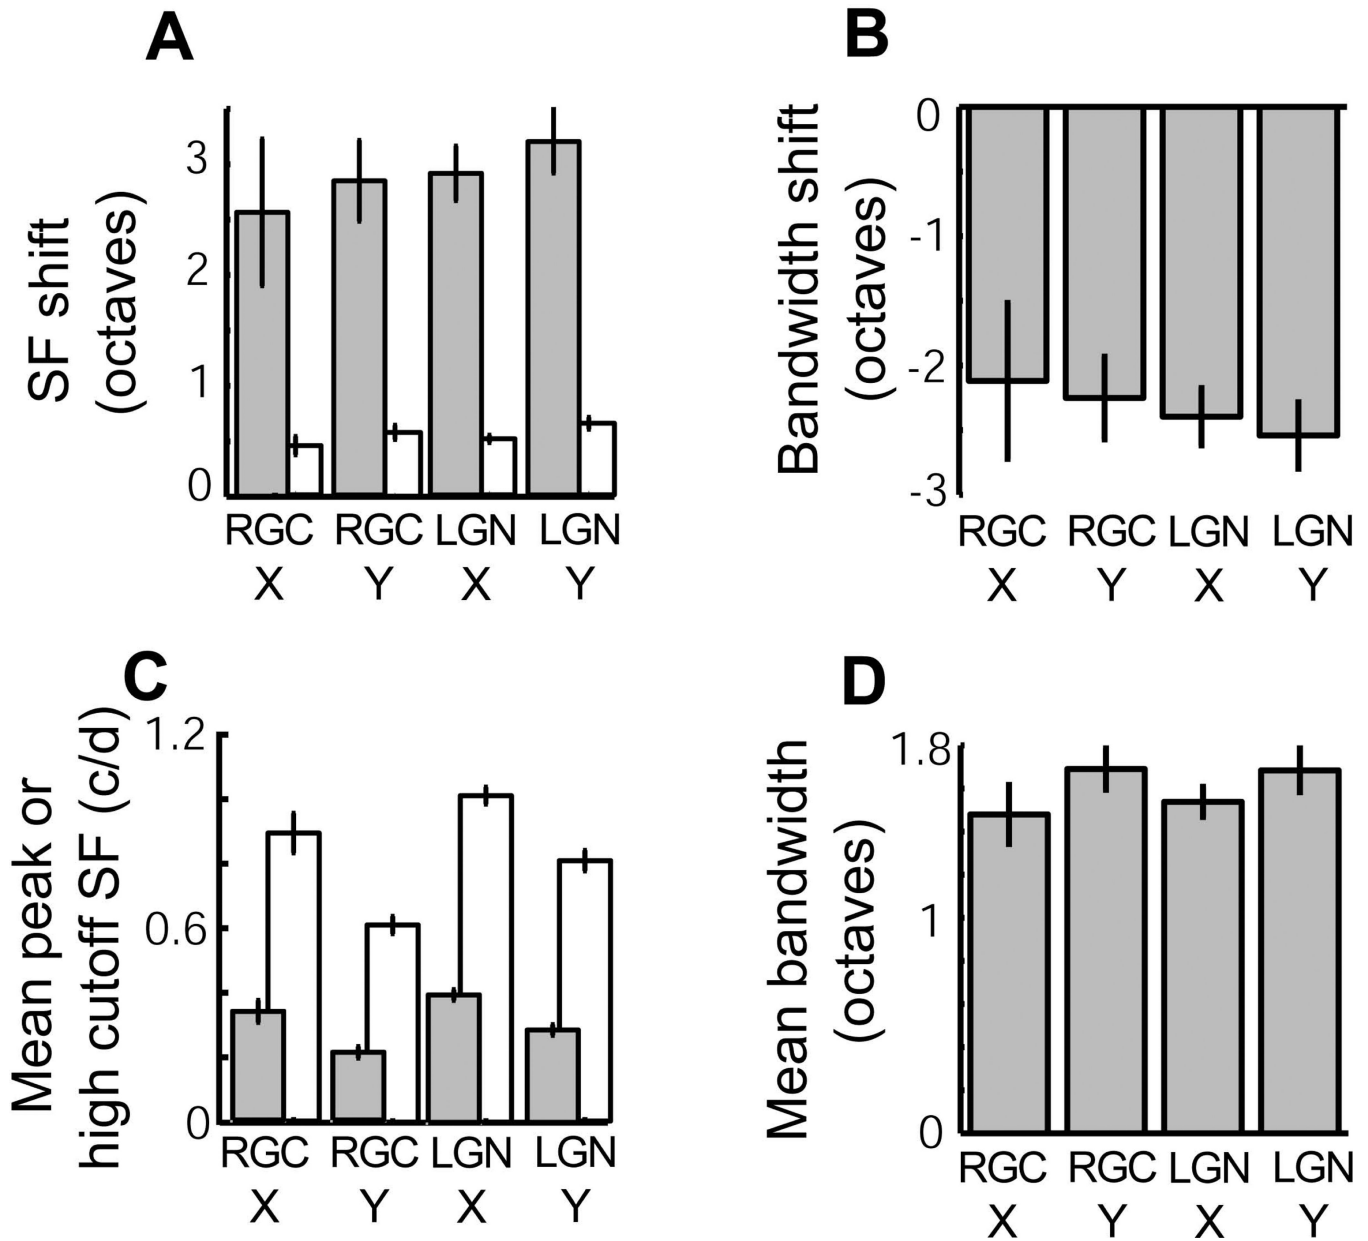 A
SF shift
(octaves)
3
2
1
0
RGC RGC LGN LGN
X Y X Y
B
Bandwidth shift
(octaves)
0
-1
-2
-3
RGC RGC LGN LGN
X Y X Y
C
Mean peak or
high cutoff SF (c/d)
1.2
0.6
0
RGC RGC LGN LGN
X Y X Y
D
Mean bandwidth
(octaves)
1.8
1
0
RGC RGC LGN LGN
X Y X Y